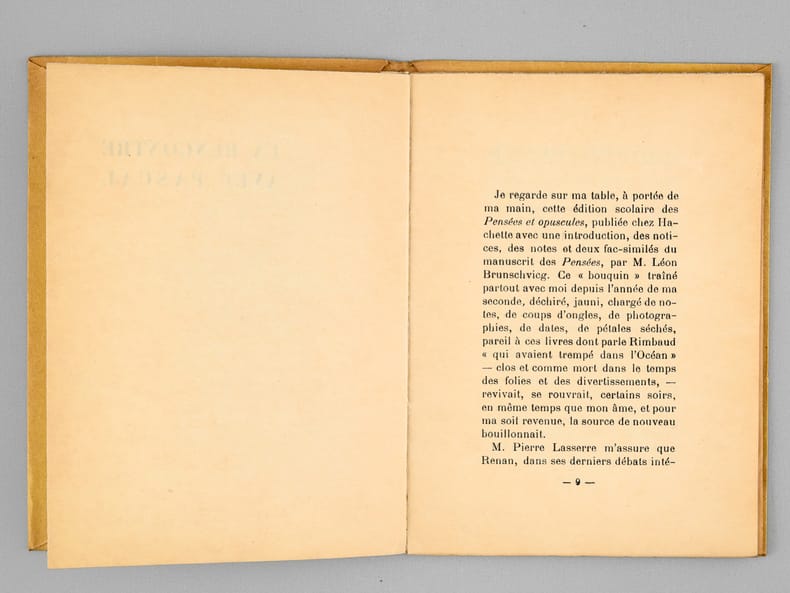 Je regarde sur ma table, à portée de
ma main, cette édition scolaire des
Pensées et opuscules, publiée chez Ha-
chette avec une introduction, des noti-
ces, des notes et deux fac-similés du
manuscrit des Pensées, par M. Léon
Brunschvicg. Ce « bouquin » traîné
partout avec moi depuis l'année de ma
seconde, déchiré, jauni, chargé de no-
tes, de coups d'ongles, de photogra-
phies, de dates, de pétales séchés,
pareil à ces livres dont parle Rimbaud
« qui avaient trempé dans l'Océan »
— clos et comme mort dans le temps
des folies et des divertissements, —
revivait, se rouvrait, certains soirs,
en même temps que mon âme, et pour
ma soif revenue, la source de nouveau
bouillonnait.
M. Pierre Lasserre m'assure que
Renan, dans ses derniers débats inté-
— 9 —